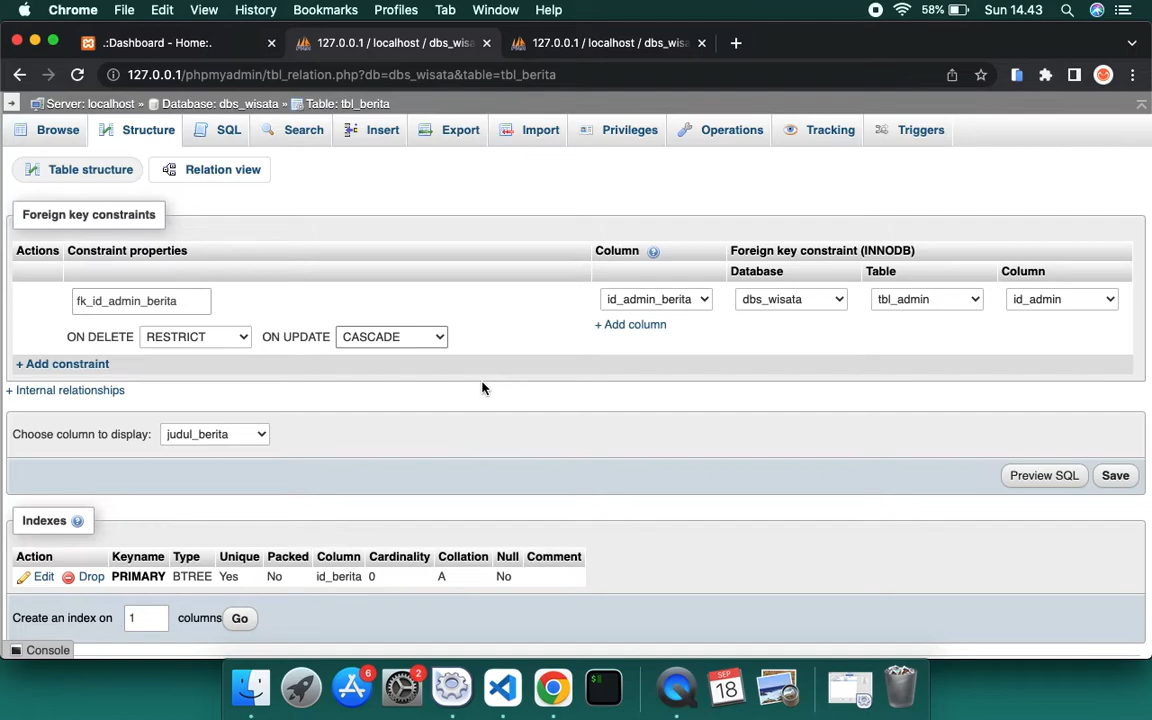 Chrome File Edit View History Bookmarks Profiles Tab Window Help 58% Sun 14.43
.:Dashboard - Home:. 127.0.0.1 / localhost / dbs_wisa 127.0.0.1 / localhost / dbs_wisa
127.0.0.1/phpmyadmin/tbl_relation.php?db=dbs_wisata&table=tbl_berita
Server: localhost » Database: dbs_wisata » Table: tbl_berita
Browse Structure SQL Search Insert Export Import Privileges Operations Tracking Triggers
Table structure Relation view
Foreign key constraints
Actions Constraint properties Column Foreign key constraint (INNODB)
Database Table Column
fk_id_admin_berita id_admin_berita dbs_wisata tbl_admin id_admin
+ Add column
ON DELETE RESTRICT ON UPDATE CASCADE
+ Add constraint
+ Internal relationships
Choose column to display: judul_berita
Preview SQL Save
Indexes
Action Keyname Type Unique Packed Column Cardinality Collation Null Comment
Edit Drop PRIMARY BTREE Yes No id_berita 0 A No
Create an index on 1 columns Go
Console
6 2 SEP
18